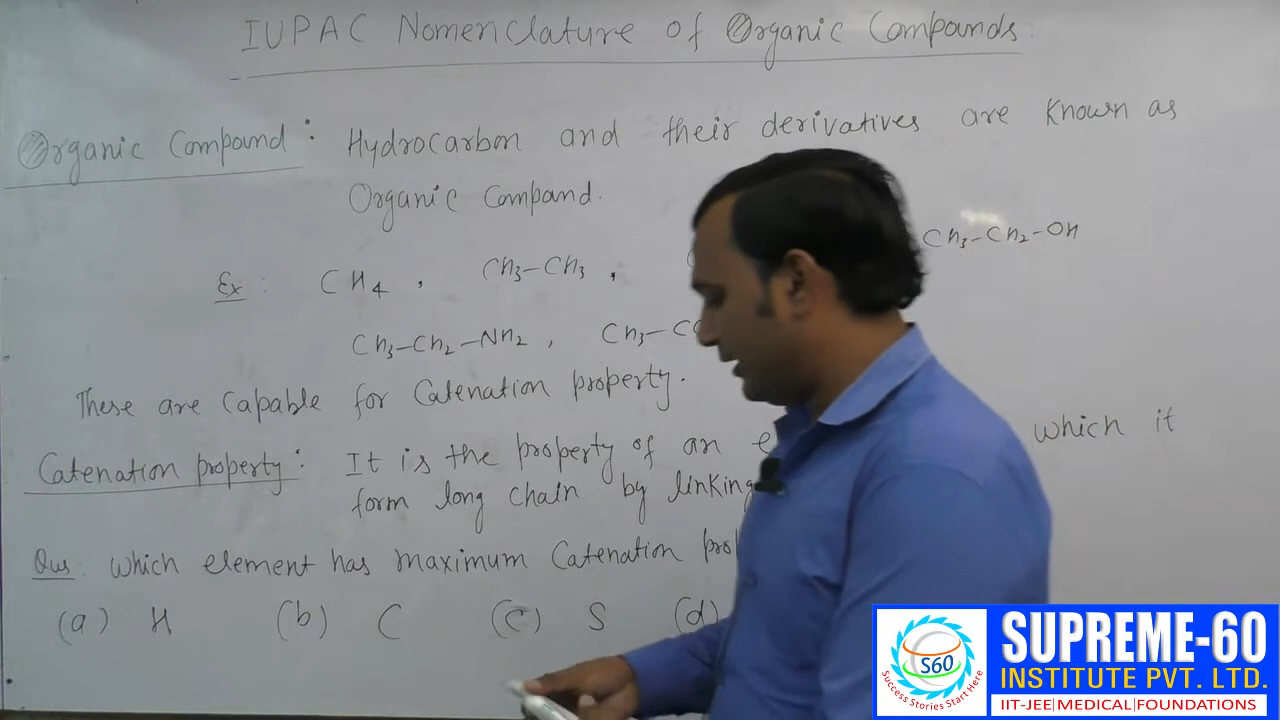 IUPAC Nomenclature of Organic Compounds
Organic Compound : Hydrocarbon and their derivatives are known as
Organic Compound.
Ex : CH4 , CH3-CH3 , CH3-CH2-OH
CH3-CH2-NH2 , CH3-
These are capable for Catenation property.
Catenation property : It is the property of an which it
form long chain by linking
Qus. which element has maximum Catenation
(a) H (b) C (c) S (d)
S60
Success Stories Start Here
SUPREME-60
INSTITUTE PVT. LTD.
IIT-JEE|MEDICAL|FOUNDATIONS